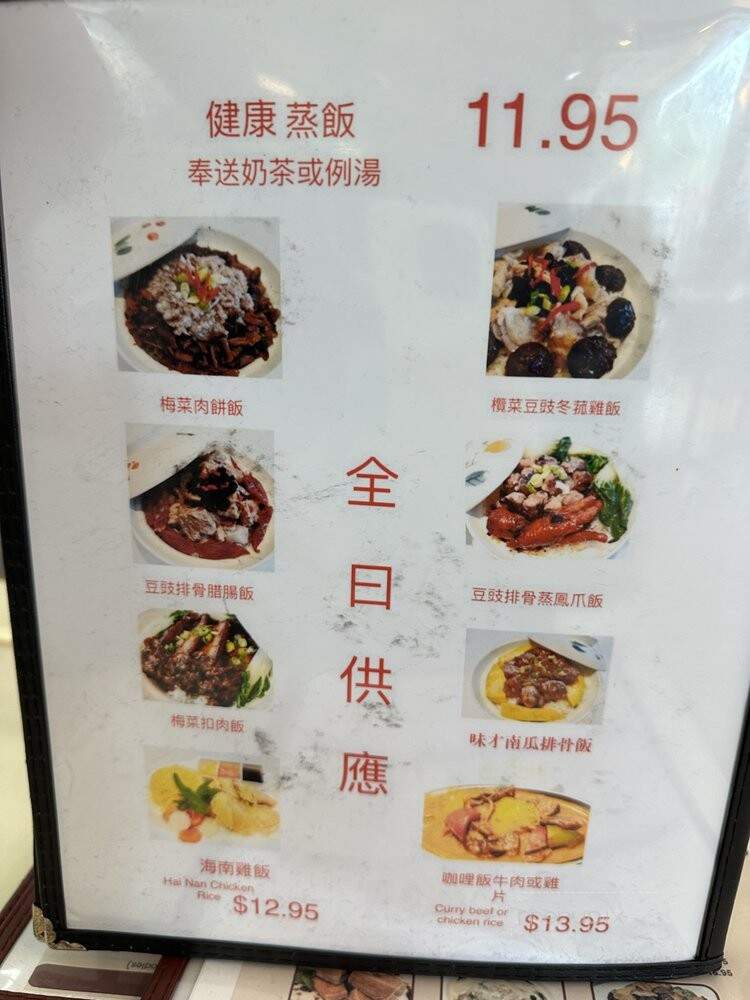 健康 蒸飯
11.95
奉送奶茶或例湯
梅菜肉餅飯
欖菜豆豉冬菰雞飯
全
日
供
應
豆豉排骨腊腸飯
豆豉排骨蒸鳳爪飯
梅菜扣肉飯
味才南瓜排骨飯
海南雞飯
Hai Nan Chicken
Rice
$12.95
咖哩飯牛肉或雞
片
Curry beef or
chicken rice
$13.95